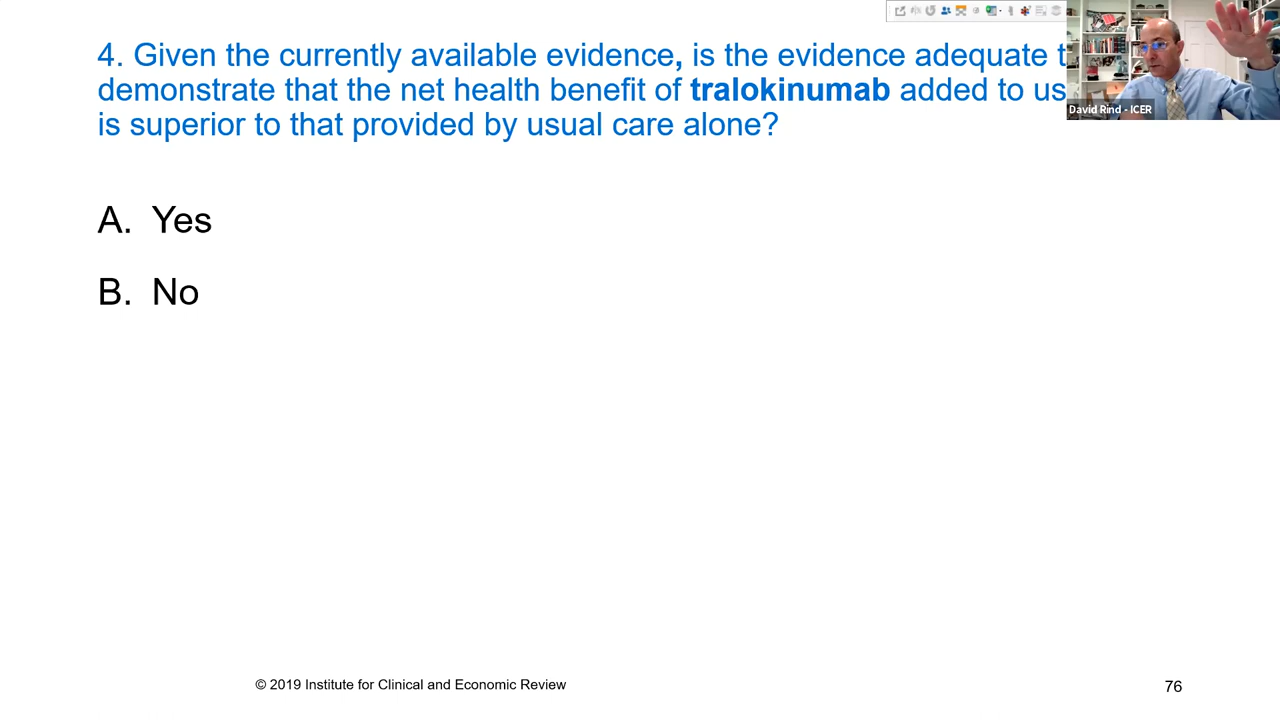 4. Given the currently available evidence, is the evidence adequate t
demonstrate that the net health benefit of tralokinumab added to us
is superior to that provided by usual care alone?
David Rind - ICER
A. Yes
B. No
© 2019 Institute for Clinical and Economic Review
76